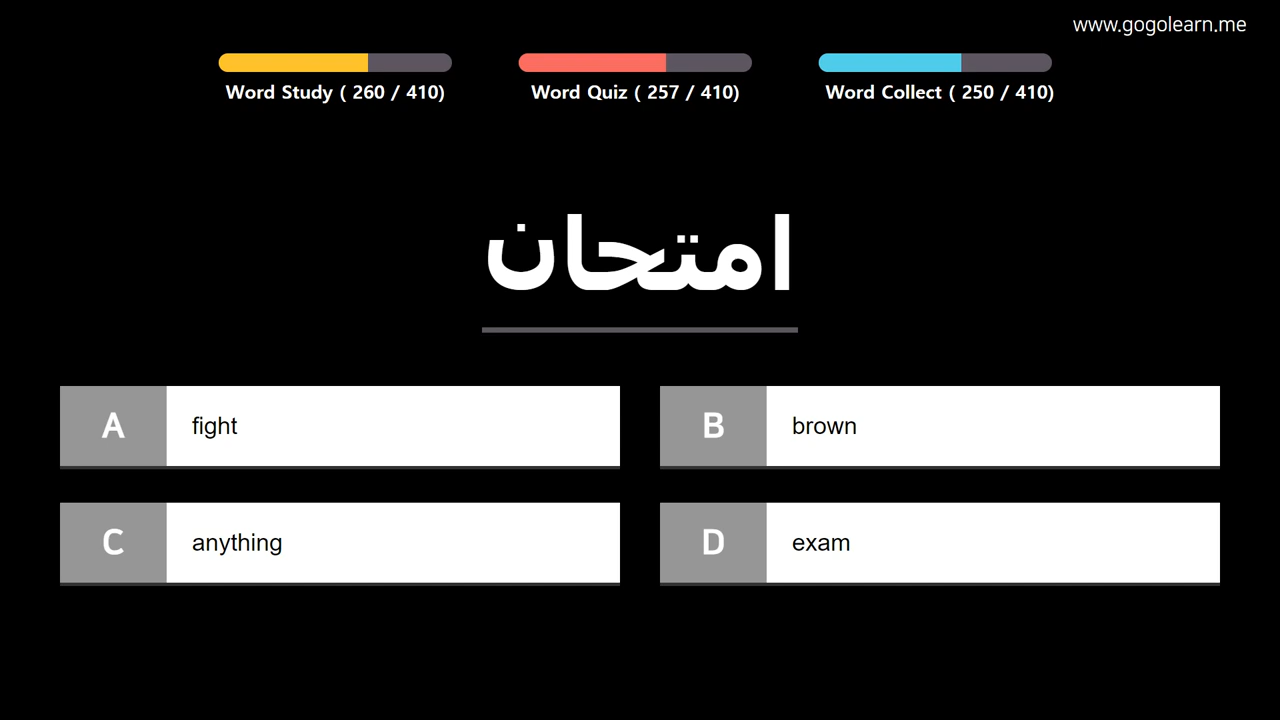 www.gogolearn.me
Word Study ( 260 / 410)
Word Quiz ( 257 / 410)
Word Collect ( 250 / 410)
امتحان
A fight
B brown
C anything
D exam